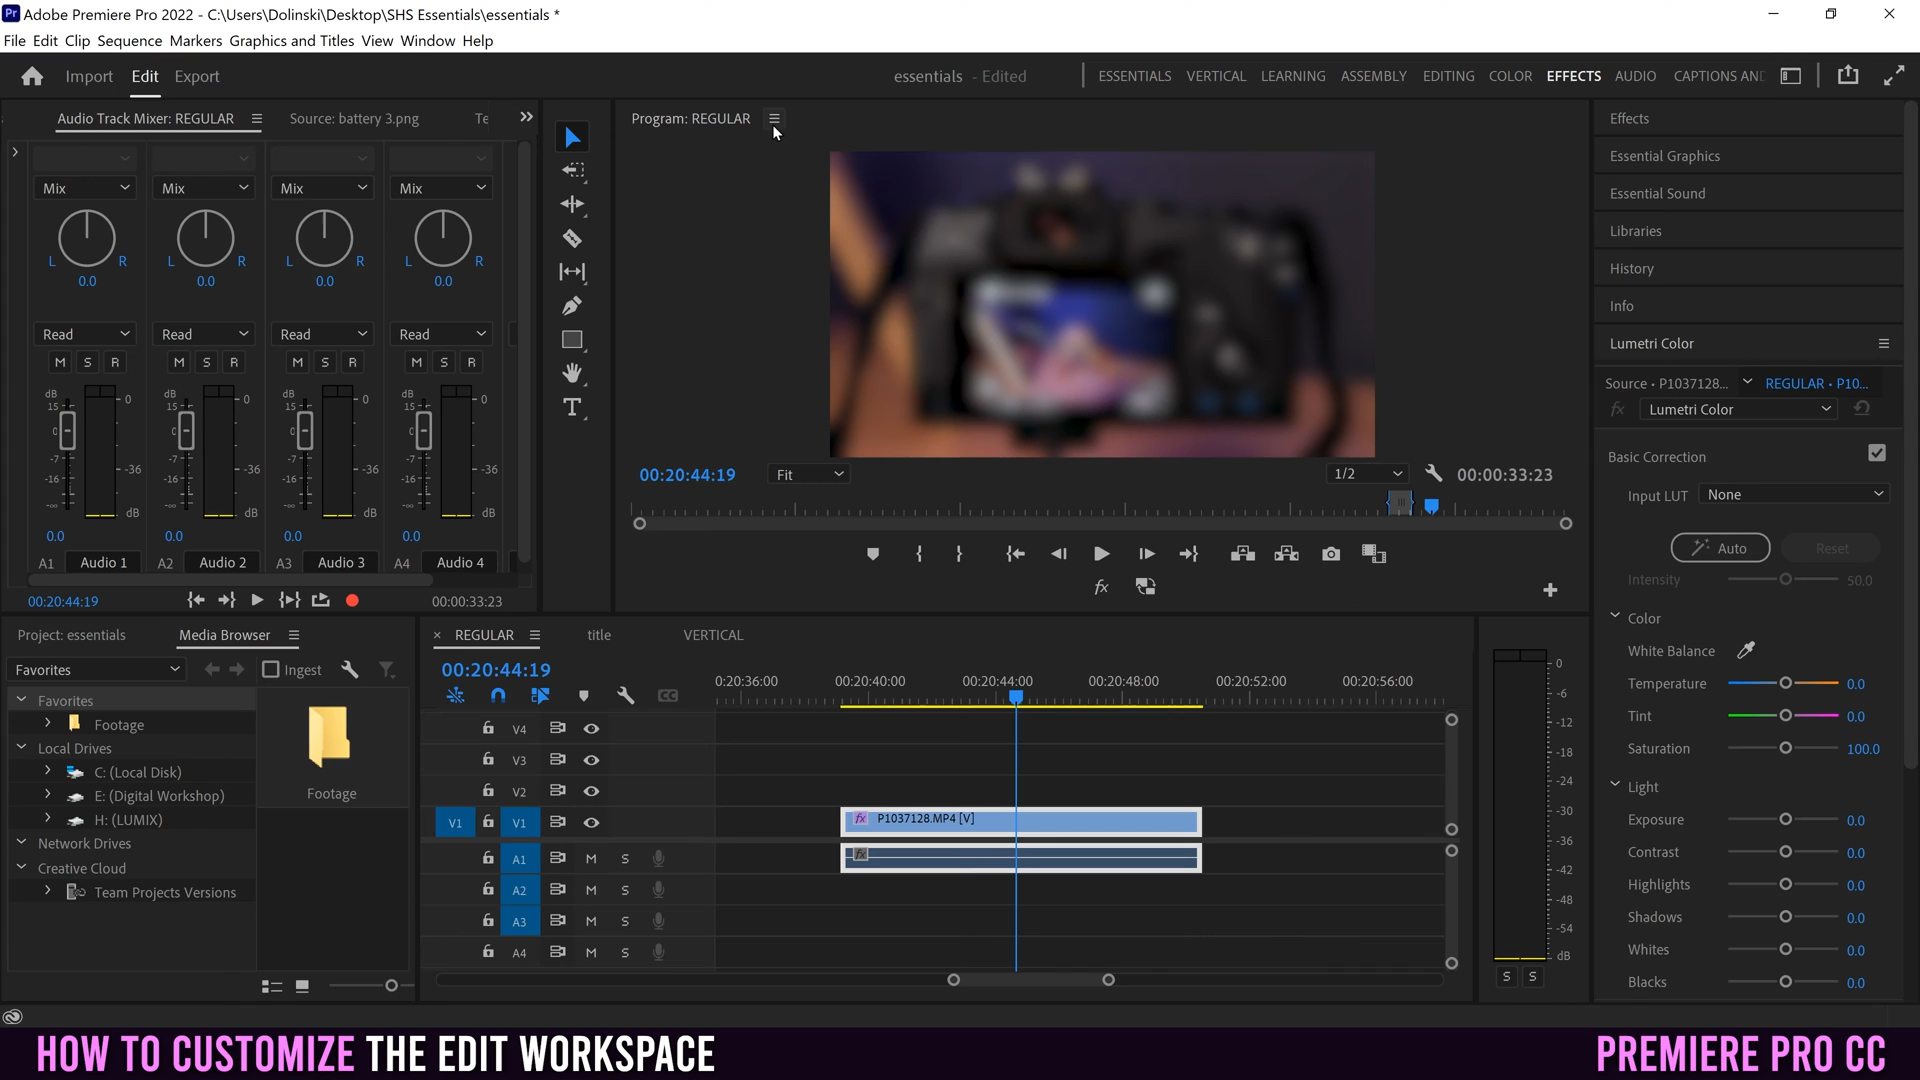 Pr Adobe Premiere Pro 2022 - C:\Users\Dolinski\Desktop\SHS Essentials\essentials *
File Edit Clip Sequence Markers Graphics and Titles View Window Help
Import Edit Export essentials - Edited ESSENTIALS VERTICAL LEARNING ASSEMBLY EDITING COLOR EFFECTS AUDIO CAPTIONS AND
Audio Track Mixer: REGULAR Source: battery 3.png Te
Mix Mix Mix Mix
L R L R L R L R
0.0 0.0 0.0 0.0
Read Read Read Read
M S R M S R M S R M S R
dB 15 0 -7 -16 -∞ 0 -36 dB
dB 15 0 -7 -16 -∞ 0 -36 dB
dB 15 0 -7 -16 -∞ 0 -36 dB
dB 15 0 -7 -16 -∞ 0 -36 dB
0.0 0.0 0.0 0.0
A1 Audio 1 A2 Audio 2 A3 Audio 3 A4 Audio 4
00:20:44:19 00:00:33:23
T
Program: REGULAR
00:20:44:19 Fit 1/2 00:00:33:23
fx
Effects
Essential Graphics
Essential Sound
Libraries
History
Info
Lumetri Color
Source • P1037128... REGULAR • P10...
fx Lumetri Color
Basic Correction
Input LUT None
Auto Reset
Intensity 50.0
Color
White Balance
Temperature 0.0
Tint 0.0
Saturation 100.0
Light
Exposure 0.0
Contrast 0.0
Highlights 0.0
Shadows 0.0
Whites 0.0
Blacks 0.0
Project: essentials Media Browser
Favorites Ingest
Favorites
Footage
Local Drives
C: (Local Disk)
E: (Digital Workshop)
H: (LUMIX)
Network Drives
Creative Cloud
Team Projects Versions
Footage
× REGULAR title VERTICAL
00:20:44:19
CC
0:20:36:00 00:20:40:00 00:20:44:00 00:20:48:00 00:20:52:00 00:20:56:00
V4
V3
V2
V1 V1 fx P1037128.MP4 [V]
A1 M S fx
A2 M S
A3 M S
A4 M S
0
-6
-12
-18
-24
-30
-36
-42
-48
-54
dB
S S
HOW TO CUSTOMIZE THE EDIT WORKSPACE PREMIERE PRO CC